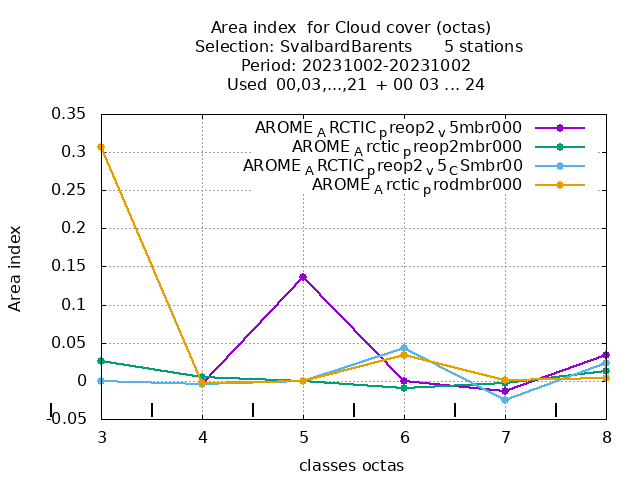 Area index  for Cloud cover (octas)
Selection: SvalbardBarents      5 stations
Period: 20231002-20231002
Used  00,03,...,21  + 00 03 ... 24
0.35
0.3
0.25
0.2
0.15
0.1
0.05
0
-0.05
Area index
AROME_ARCTIC_preop2_v5mbr000
AROME_Arctic_preop2mbr000
AROME_ARCTIC_preop2_v5_CSmbr00
AROME_Arctic_prodmbr000
3 4 5 6 7 8
classes octas